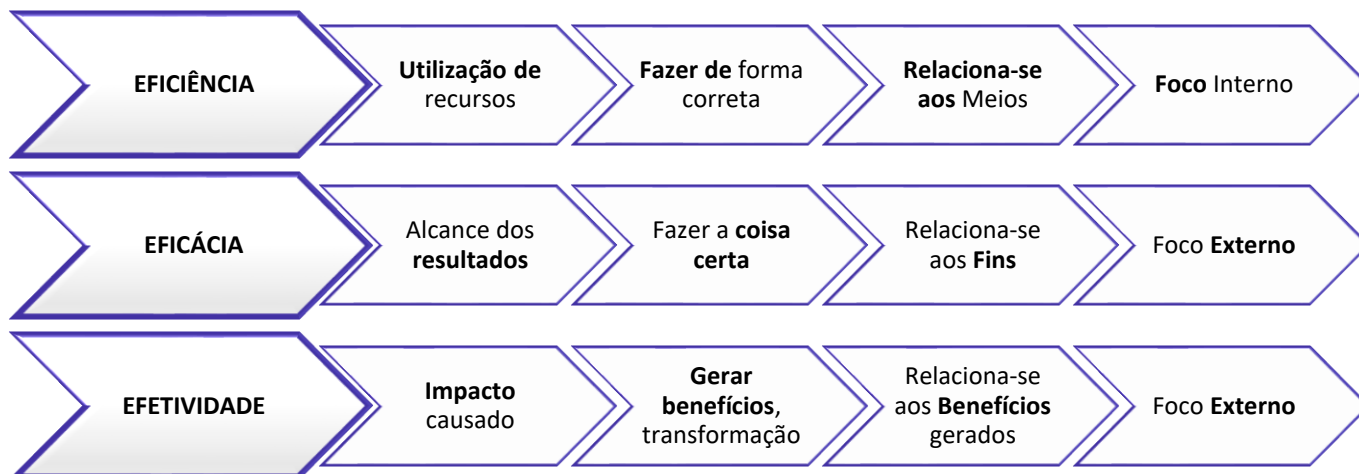 EFICIÊNCIA
Utilização de
recursos
Fazer de forma
correta
Relaciona-se
aos Meios
Foco Interno
EFICÁCIA
Alcance dos
resultados
Fazer a coisa
certa
Relaciona-se
aos Fins
Foco Externo
EFETIVIDADE
Impacto
causado
Gerar
benefícios,
transformação
Relaciona-se
aos Benefícios
gerados
Foco Externo